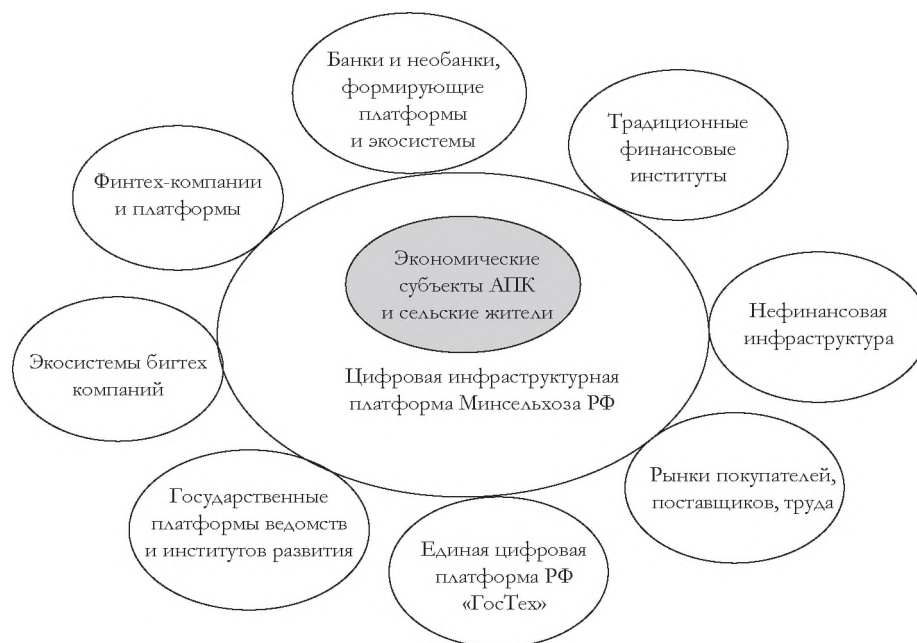 Банки и необанки,
формирующие
платформы
и экосистемы
Традиционные
финансовые
институты
Финтех-компании
и платформы
Экономические
субъекты АПК
и сельские жители
Нефинансовая
инфраструктура
Экосистемы бигтех
компаний
Цифровая инфраструктурная
платформа Минсельхоза РФ
Рынки покупателей,
поставщиков, труда
Государственные
платформы ведомств
и институтов развития
Единая цифровая
платформа РФ
«ГосТех»